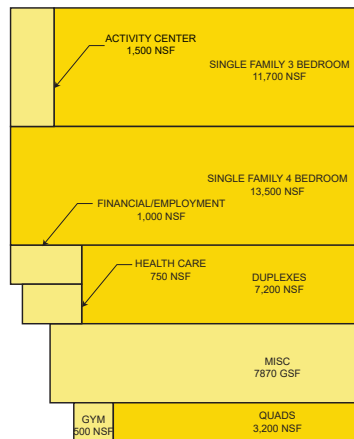 ACTIVITY CENTER
1,500 NSF
SINGLE FAMILY 3 BEDROOM
11,700 NSF
SINGLE FAMILY 4 BEDROOM
13,500 NSF
FINANCIAL/EMPLOYMENT
1,000 NSF
HEALTH CARE
750 NSF
DUPLEXES
7,200 NSF
MISC
7870 GSF
GYM
500 NSF
QUADS
3,200 NSF